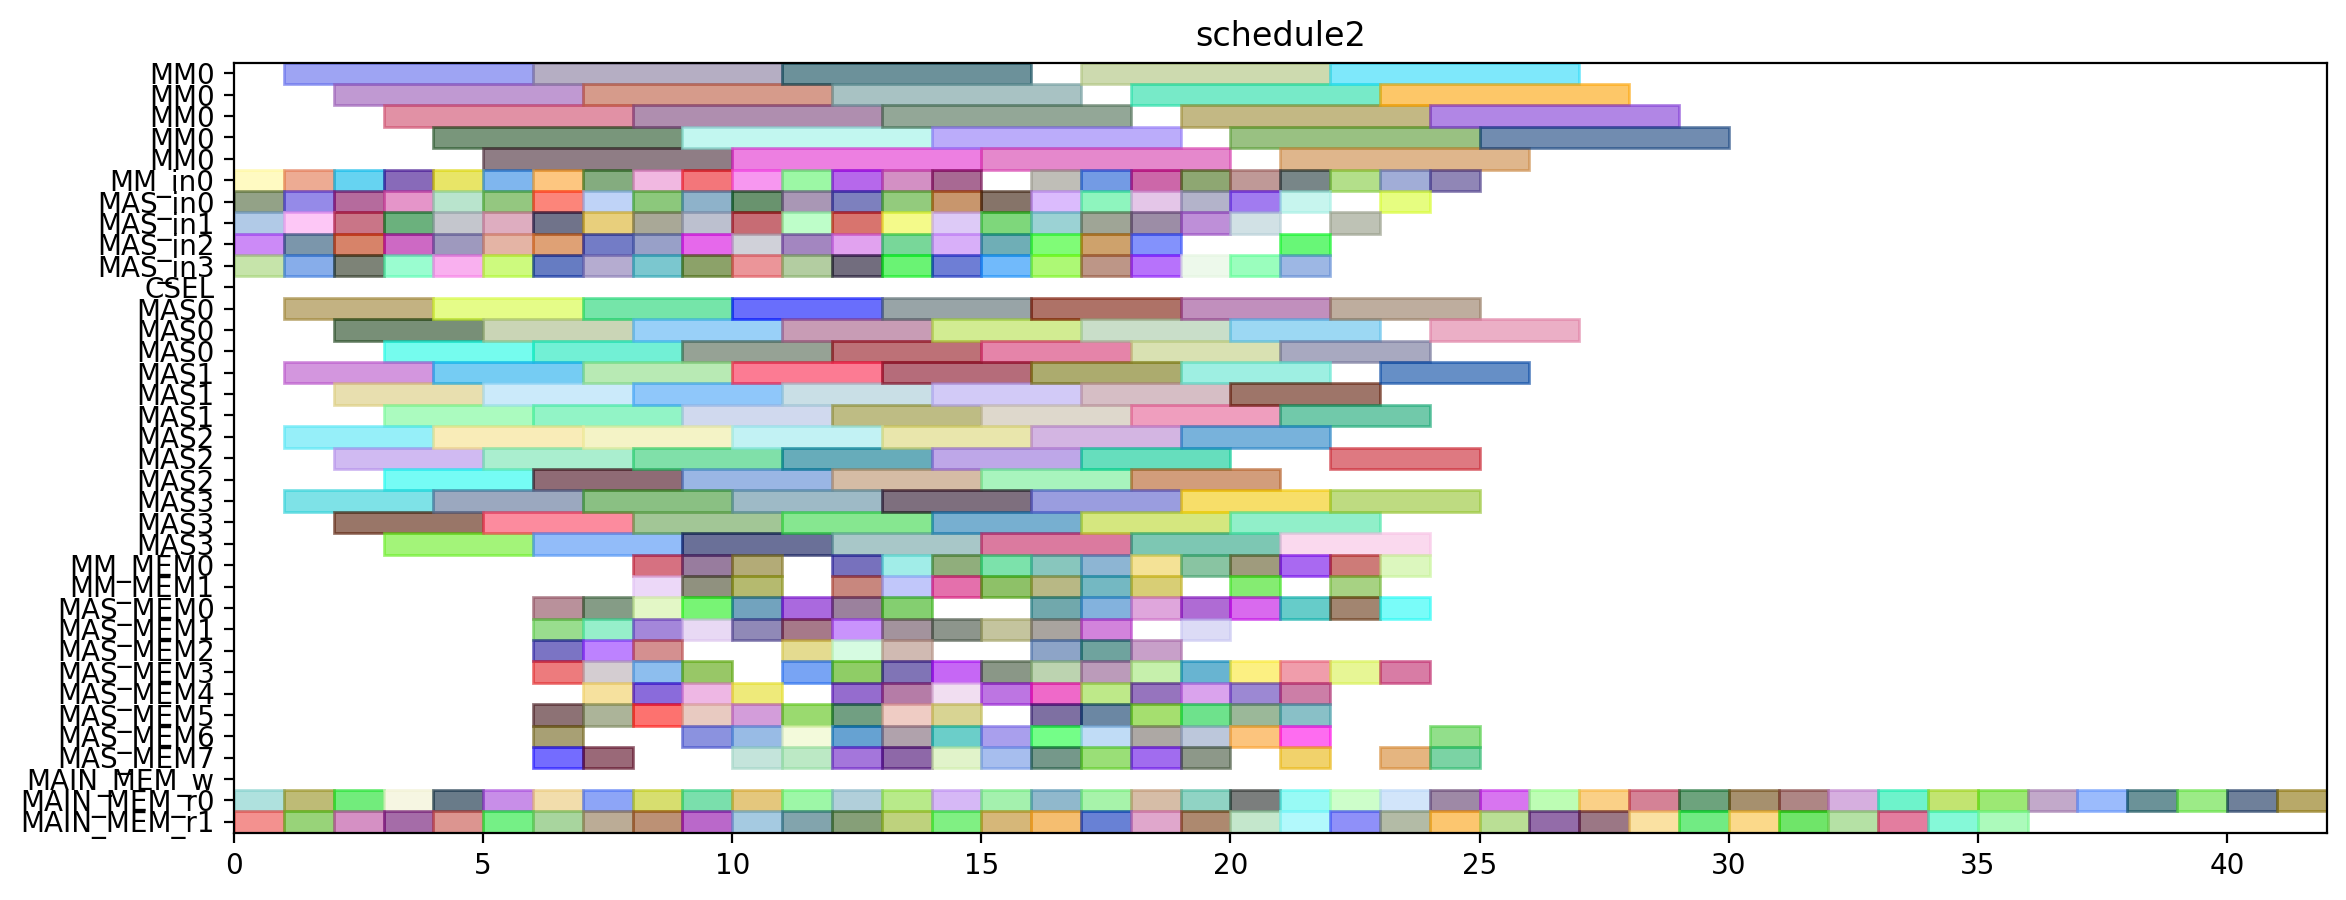 schedule2
MM0
MM0
MM0
MM0
MM0
MM_in0
MAS_in0
MAS_in1
MAS_in2
MAS_in3
CSEL
MAS0
MAS0
MAS0
MAS1
MAS1
MAS1
MAS2
MAS2
MAS2
MAS3
MAS3
MAS3
MM_MEM0
MM_MEM1
MAS_MEM0
MAS_MEM1
MAS_MEM2
MAS_MEM3
MAS_MEM4
MAS_MEM5
MAS_MEM6
MAS_MEM7
MAIN_MEM_w
MAIN_MEM_r0
MAIN_MEM_r1
0 5 10 15 20 25 30 35 40